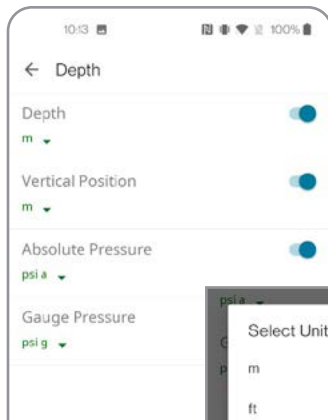 10:13 100%
← Depth
Depth
m
Vertical Position
m
Absolute Pressure
psi a
psi a
Gauge Pressure
psi g
Select Unit
m
ft